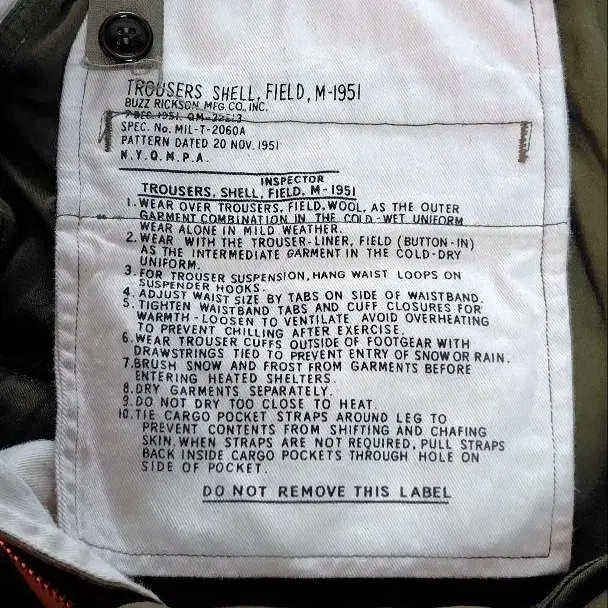 TROUSERS SHELL, FIELD, M-1951
BUZZ RICKSON MFG. CO., INC.
7 DEC. 1951, QM-22513
SPEC. No. MIL-T-2060A
PATTERN DATED 20 NOV. 1951
N.Y.Q.M.P.A.
INSPECTOR
TROUSERS, SHELL, FIELD, M-1951
1. WEAR OVER TROUSERS, FIELD, WOOL, AS THE OUTER
GARMENT COMBINATION IN THE COLD-WET UNIFORM
WEAR ALONE IN MILD WEATHER.
2. WEAR WITH THE TROUSER-LINER, FIELD (BUTTON-IN)
AS THE INTERMEDIATE GARMENT IN THE COLD-DRY
UNIFORM.
3. FOR TROUSER SUSPENSION, HANG WAIST LOOPS ON
SUSPENDER HOOKS.
4. ADJUST WAIST SIZE BY TABS ON SIDE OF WAISTBAND.
5. TIGHTEN WAISTBAND TABS AND CUFF CLOSURES FOR
WARMTH - LOOSEN TO VENTILATE AVOID OVERHEATING
TO PREVENT CHILLING AFTER EXERCISE.
6. WEAR TROUSER CUFFS OUTSIDE OF FOOTGEAR WITH
DRAWSTRINGS TIED TO PREVENT ENTRY OF SNOW OR RAIN.
7. BRUSH SNOW AND FROST FROM GARMENTS BEFORE
ENTERING HEATED SHELTERS.
8. DRY GARMENTS SEPARATELY.
9. DO NOT DRY TOO CLOSE TO HEAT.
10. TIE CARGO POCKET STRAPS AROUND LEG TO
PREVENT CONTENTS FROM SHIFTING AND CHAFING
SKIN. WHEN STRAPS ARE NOT REQUIRED, PULL STRAPS
BACK INSIDE CARGO POCKETS THROUGH HOLE ON
SIDE OF POCKET.
DO NOT REMOVE THIS LABEL